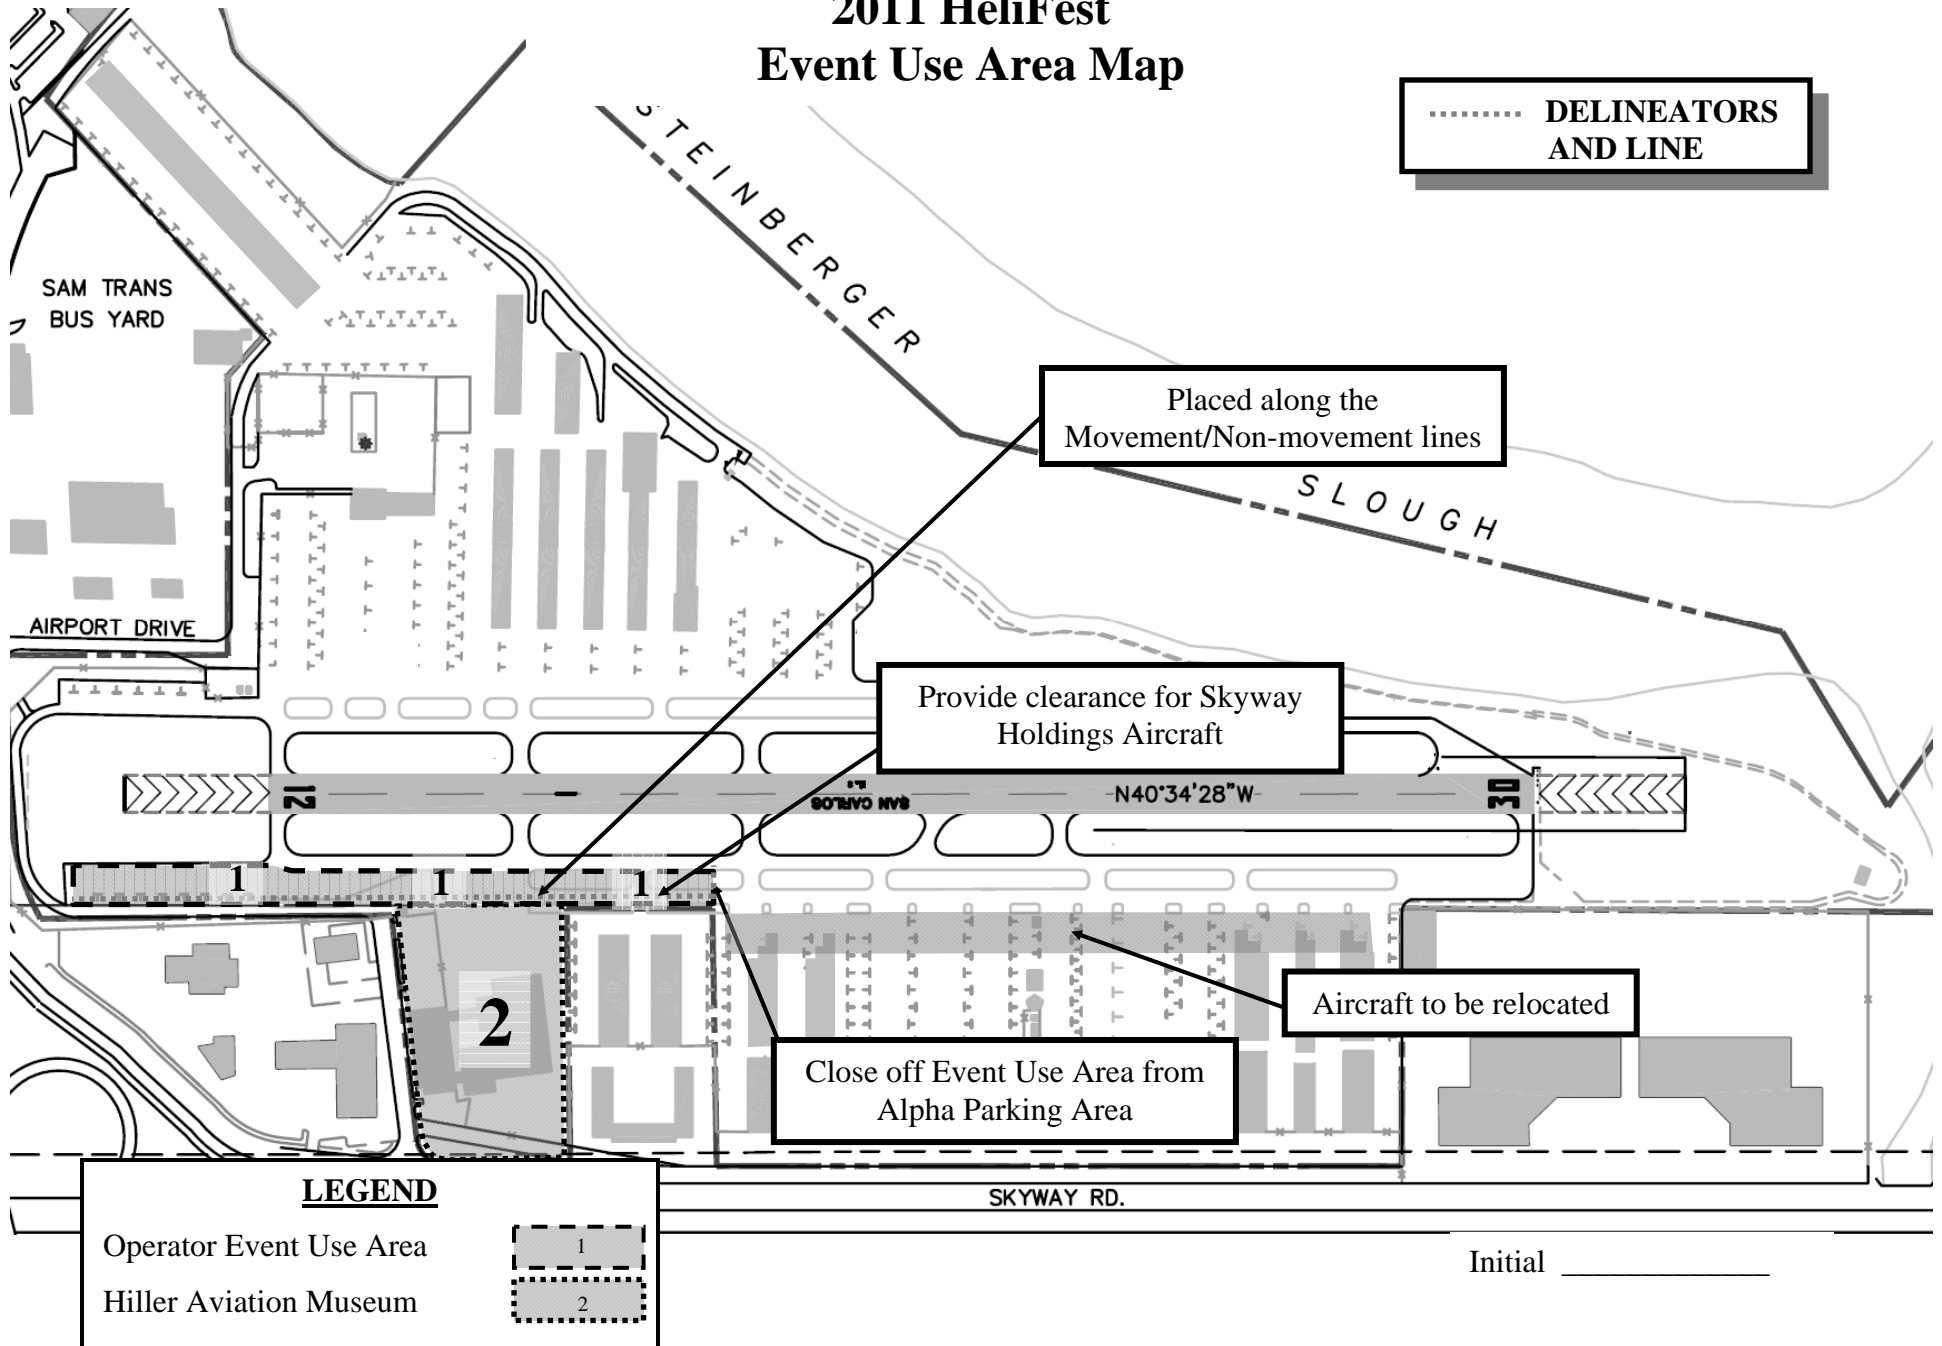 2011 HeliFest
Event Use Area Map
DELINEATORS
AND LINE
STEINBERGER
SLOUGH
SAM TRANS
BUS YARD
Placed along the
Movement/Non-movement lines
AIRPORT DRIVE
Provide clearance for Skyway
Holdings Aircraft
12
SAN CARLOS
N40°34'28"W
30
1
1
1
2
Aircraft to be relocated
Close off Event Use Area from
Alpha Parking Area
SKYWAY RD.
LEGEND
Operator Event Use Area 1
Hiller Aviation Museum 2
Initial _____________